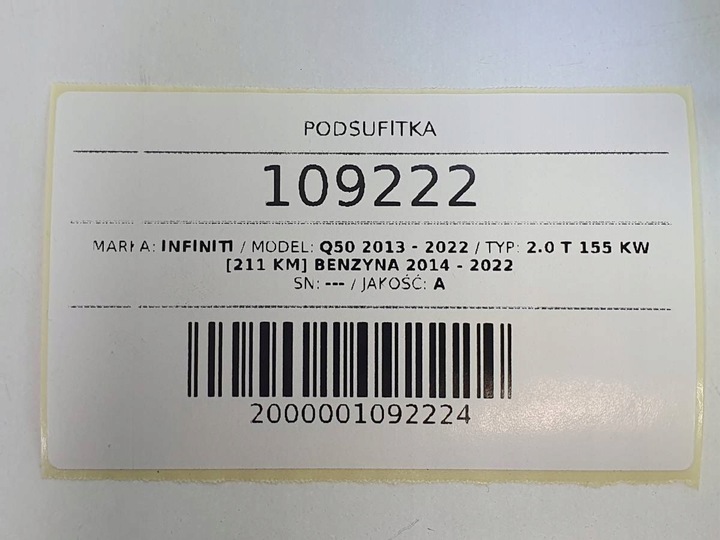 PODSUFITKA
109222
MARKA: INFINITI / MODEL: Q50 2013 - 2022 / TYP: 2.0 T 155 KW
[211 KM] BENZYNA 2014 - 2022
SN: --- / JAKOŚĆ: A
2000001092224